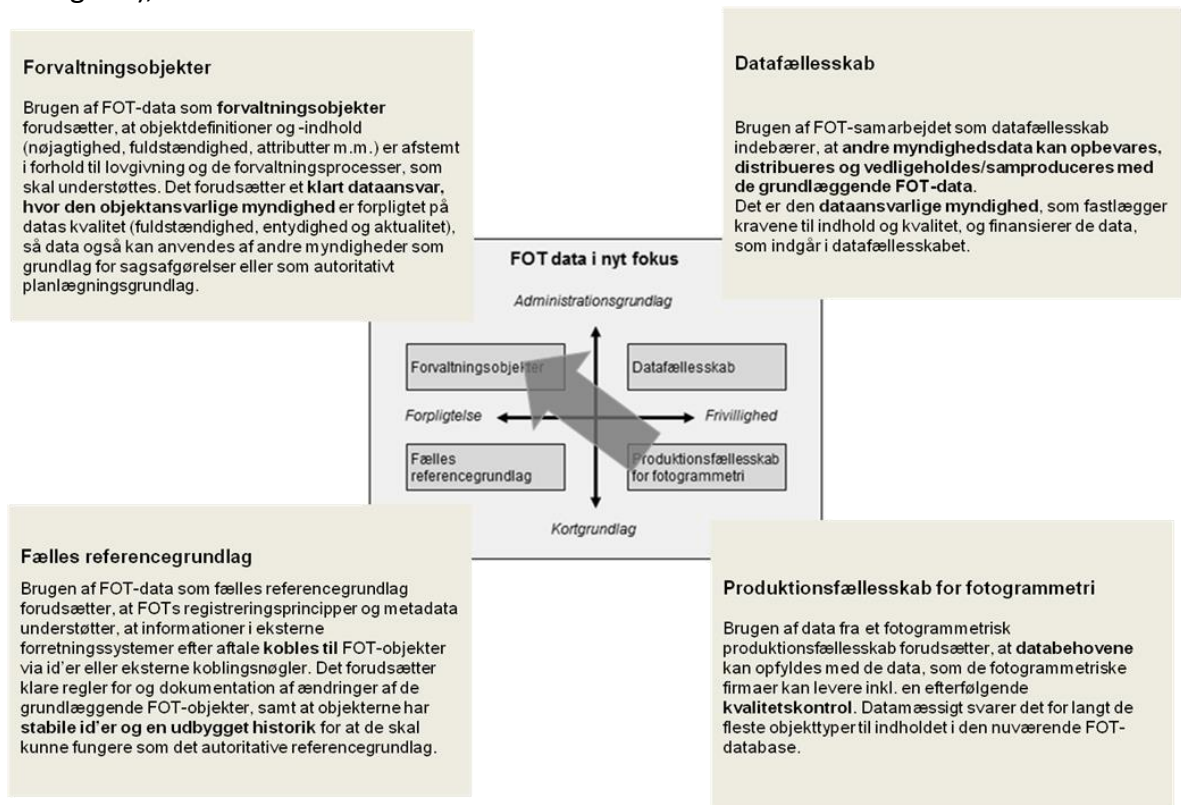 Forvaltningsobjekter
Brugen af FOT-data som forvaltningsobjekter
forudsætter, at objektdefinitioner og -indhold
(nøjagtighed, fuldstændighed, attributter m.m.) er afstemt
i forhold til lovgivning og de forvaltningsprocesser, som
skal understøttes. Det forudsætter et klart dataansvar,
hvor den objektansvarlige myndighed er forpligtet på
datas kvalitet (fuldstændighed, entydighed og aktualitet),
så data også kan anvendes af andre myndigheder som
grundlag for sagsafgørelser eller som autoritativt
planlægningsgrundlag.
Datafællesskab
Brugen af FOT-samarbejdet som datafællesskab
indebærer, at andre myndighedsdata kan opbevares,
distribueres og vedligeholdes/samproduceres med
de grundlæggende FOT-data.
Det er den dataansvarlige myndighed, som fastlægger
kravene til indhold og kvalitet, og finansierer de data,
som indgår i datafællesskabet.
FOT data i nyt fokus
Administrationsgrundlag
Forvaltningsobjekter
Datafællesskab
Forpligtelse
Frivillighed
Fælles
referencegrundlag
Produktionsfællesskab
for fotogrammetri
Kortgrundlag
Fælles referencegrundlag
Brugen af FOT-data som fælles referencegrundlag
forudsætter, at FOTs registreringsprincipper og metadata
understøtter, at informationer i eksterne
forretningssystemer efter aftale kobles til FOT-objekter
via id'er eller eksterne koblingsnøgler. Det forudsætter
klare regler for og dokumentation af ændringer af de
grundlæggende FOT-objekter, samt at objekterne har
stabile id'er og en udbygget historik for at de skal
kunne fungere som det autoritative referencegrundlag.
Produktionsfællesskab for fotogrammetri
Brugen af data fra et fotogrammetrisk
produktionsfællesskab forudsætter, at databehovene
kan opfyldes med de data, som de fotogrammetriske
firmaer kan levere inkl. en efterfølgende
kvalitetskontrol. Datamæssigt svarer det for langt de
fleste objekttyper til indholdet i den nuværende FOT-
database.